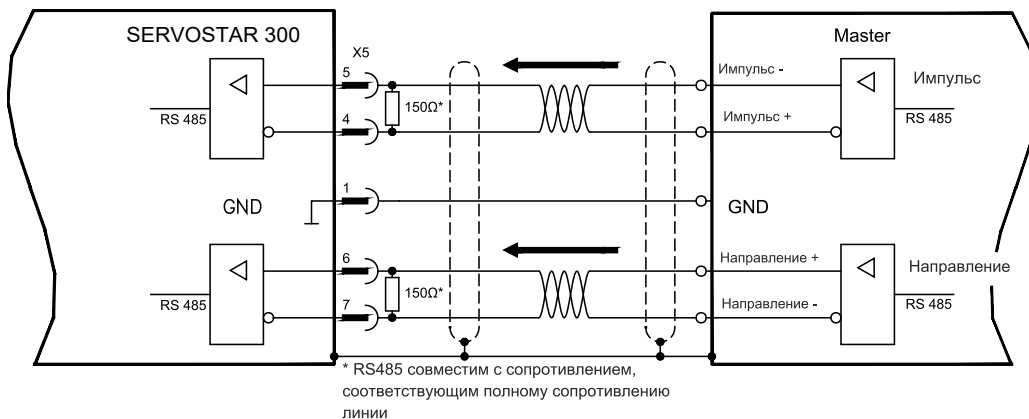 SERVOSTAR 300
X5
Master
5
Импульс -
Импульс
150Ω*
RS 485
RS 485
4
Импульс +
1
GND
GND
6
Направление +
Направление
150Ω*
RS 485
RS 485
7
Направление -
* RS485 совместим с сопротивлением,
соответствующим полному сопротивлению
линии